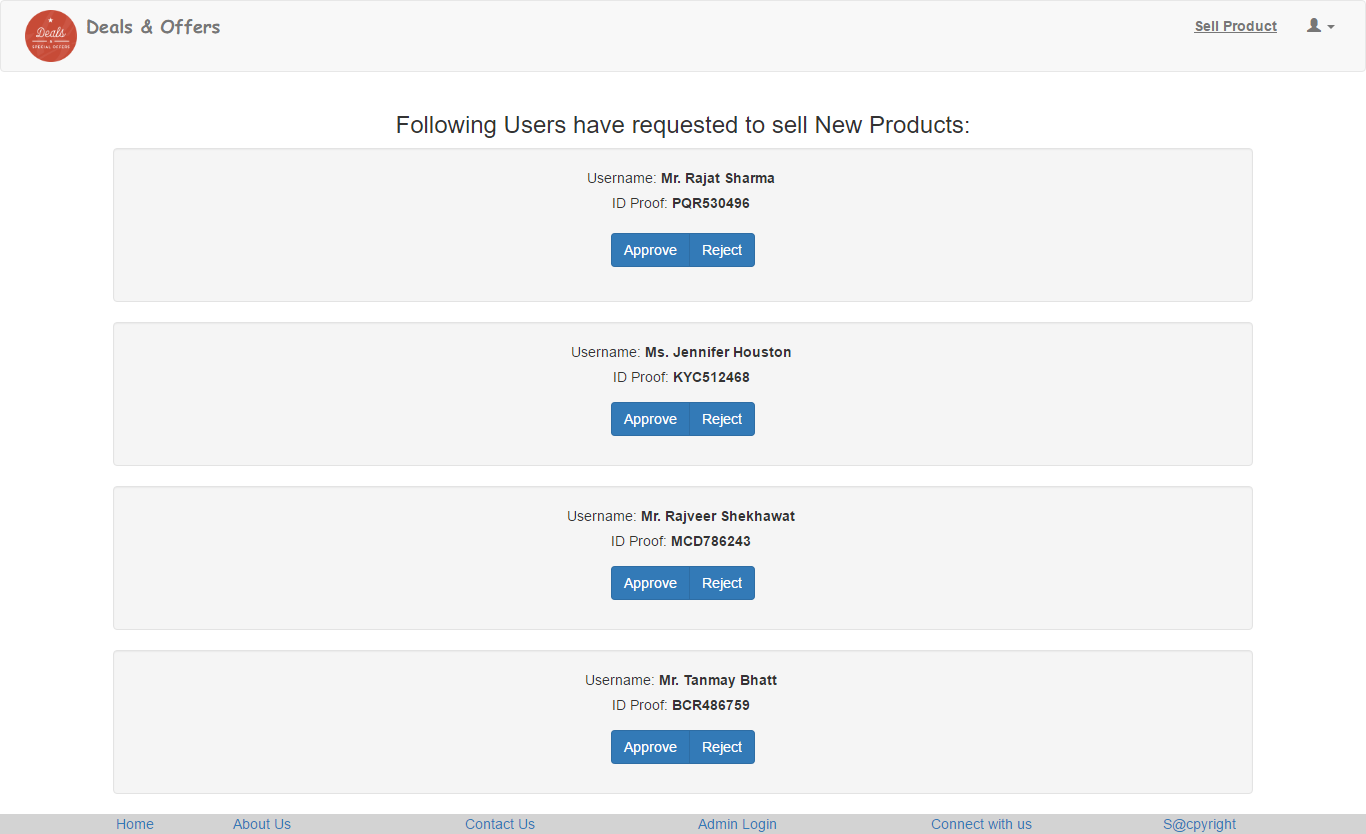 Deals
SPECIAL OFFERS
Deals & Offers
Sell Product
Following Users have requested to sell New Products:
Username: Mr. Rajat Sharma
ID Proof: PQR530496
Approve Reject
Username: Ms. Jennifer Houston
ID Proof: KYC512468
Approve Reject
Username: Mr. Rajveer Shekhawat
ID Proof: MCD786243
Approve Reject
Username: Mr. Tanmay Bhatt
ID Proof: BCR486759
Approve Reject
Home About Us Contact Us Admin Login Connect with us S@cpyright